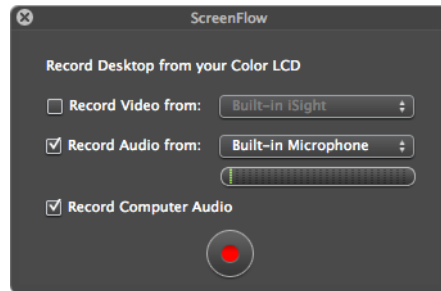 ScreenFlow
Record Desktop from your Color LCD
Record Video from: Built-in iSight
Record Audio from: Built-in Microphone
Record Computer Audio